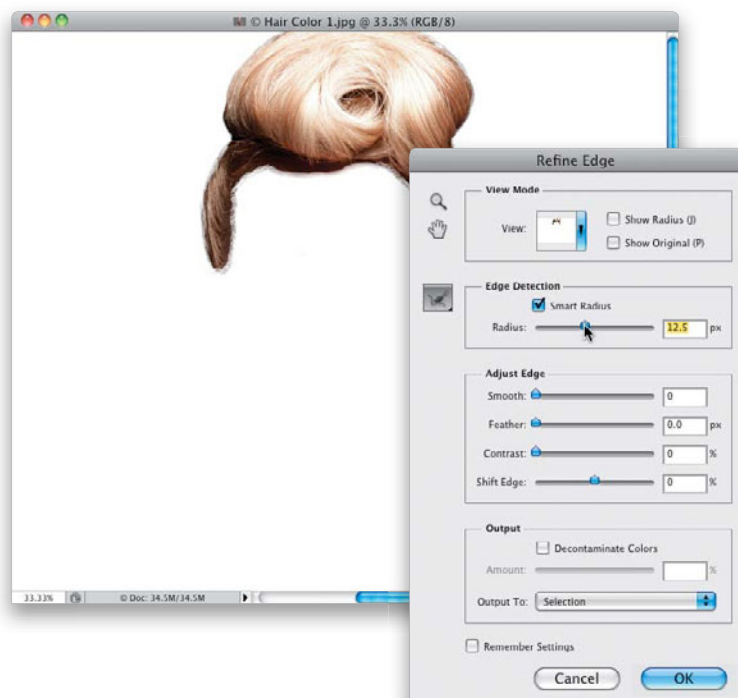 © Hair Color 1.jpg @ 33.3% (RGB/8)
Refine Edge
View Mode
View:
Show Radius (J)
Show Original (P)
Edge Detection
Smart Radius
Radius: 12.5 px
Adjust Edge
Smooth: 0
Feather: 0.0 px
Contrast: 0 %
Shift Edge: 0 %
Output
Decontaminate Colors
Amount: %
Output To: Selection
Remember Settings
Cancel OK
33.33% © Doc: 34.5M/34.5M